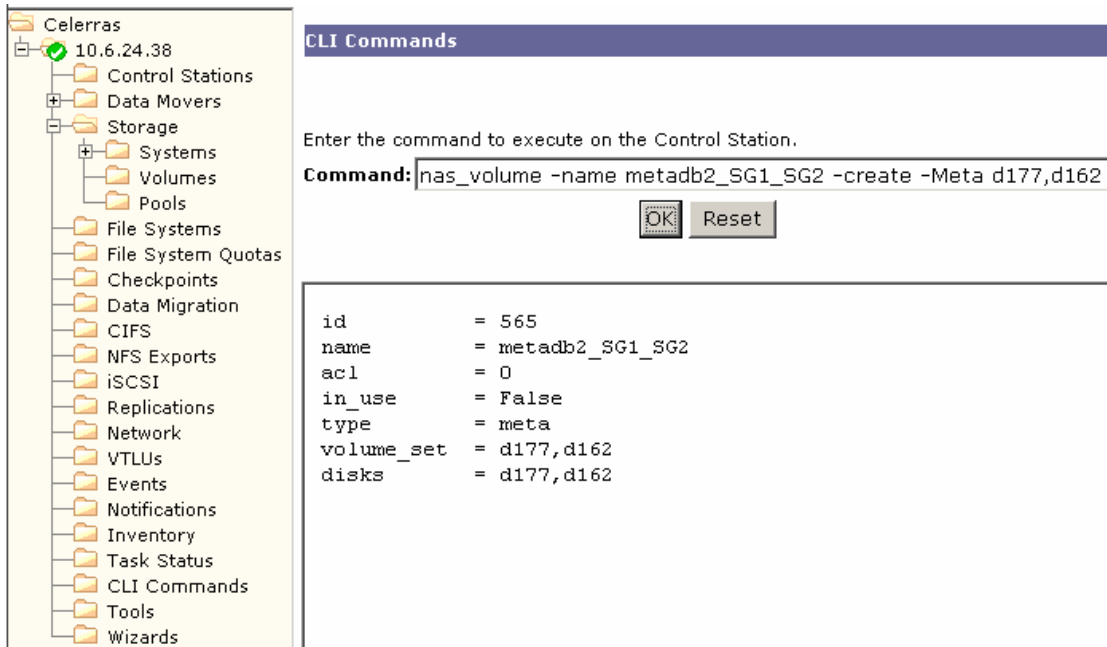 Celerras
10.6.24.38
Control Stations
Data Movers
Storage
Systems
Volumes
Pools
File Systems
File System Quotas
Checkpoints
Data Migration
CIFS
NFS Exports
iSCSI
Replications
Network
VTLUs
Events
Notifications
Inventory
Task Status
CLI Commands
Tools
Wizards
CLI Commands
Enter the command to execute on the Control Station.
Command: nas_volume -name metadb2_SG1_SG2 -create -Meta d177,d162
OK Reset
id = 565
name = metadb2_SG1_SG2
acl = 0
in_use = False
type = meta
volume_set = d177,d162
disks = d177,d162